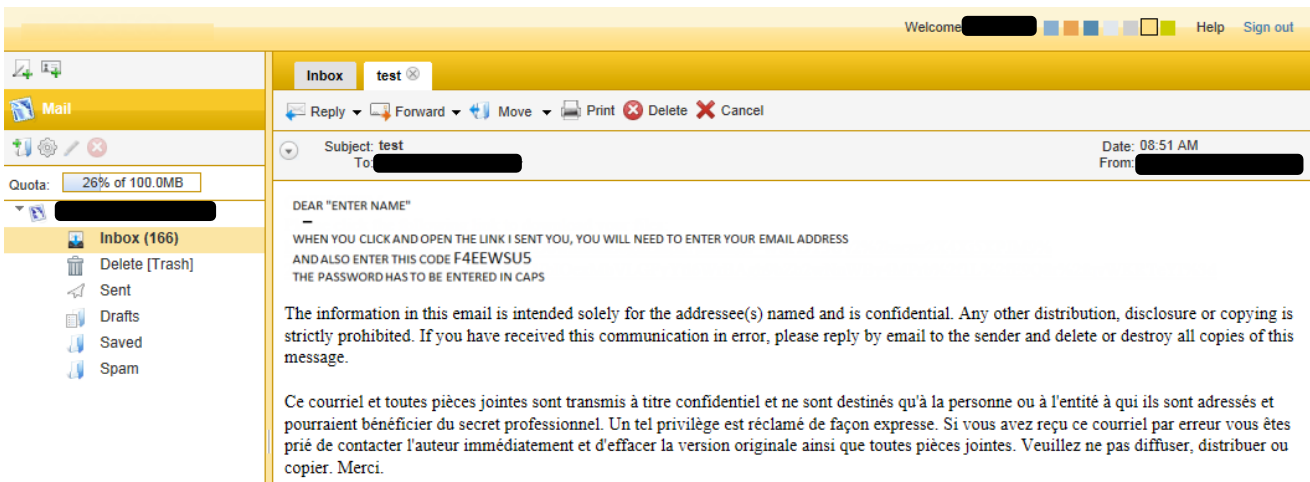 Welcome Help Sign out
Inbox test
Mail
Reply Forward Move Print Delete Cancel
Subject: test Date: 08:51 AM
To: From:
Quota: 26% of 100.0MB
Inbox (166)
Delete [Trash]
Sent
Drafts
Saved
Spam
DEAR "ENTER NAME"
WHEN YOU CLICK AND OPEN THE LINK I SENT YOU, YOU WILL NEED TO ENTER YOUR EMAIL ADDRESS
AND ALSO ENTER THIS CODE F4EEWSU5
THE PASSWORD HAS TO BE ENTERED IN CAPS
The information in this email is intended solely for the addressee(s) named and is confidential. Any other distribution, disclosure or copying is
strictly prohibited. If you have received this communication in error, please reply by email to the sender and delete or destroy all copies of this
message.
Ce courriel et toutes pièces jointes sont transmis à titre confidentiel et ne sont destinés qu'à la personne ou à l'entité à qui ils sont adressés et
pourraient bénéficier du secret professionnel. Un tel privilège est réclamé de façon expresse. Si vous avez reçu ce courriel par erreur vous êtes
prié de contacter l'auteur immédiatement et d'effacer la version originale ainsi que toutes pièces jointes. Veuillez ne pas diffuser, distribuer ou
copier. Merci.